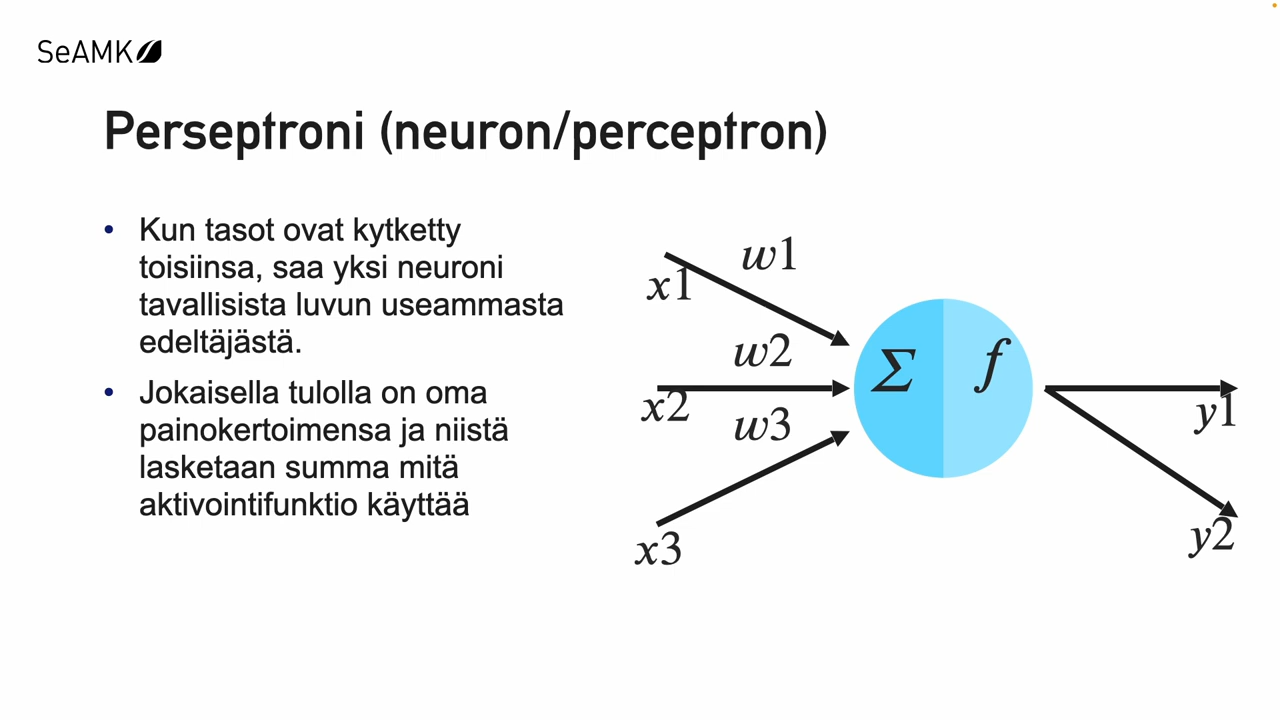 SeAMK
Perseptroni (neuron/perceptron)
• Kun tasot ovat kytketty
toisiinsa, saa yksi neuroni
tavallisista luvun useammasta
edeltäjästä.
• Jokaisella tulolla on oma
painokertoimensa ja niistä
lasketaan summa mitä
aktivointifunktio käyttää
w1
x1
w2
x2
w3
x3
Σ f
y1
y2